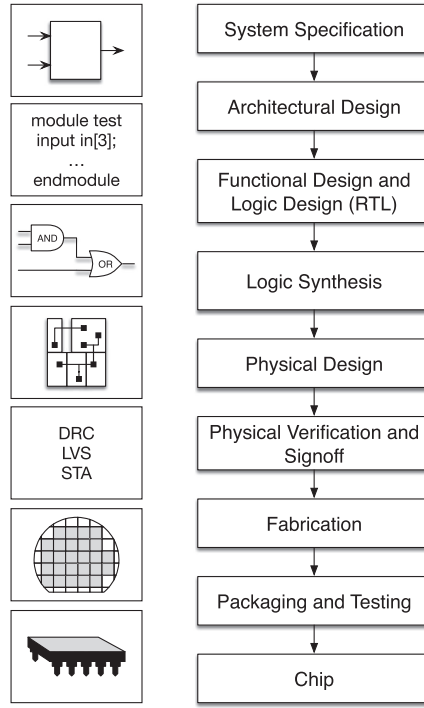 System Specification
Architectural Design
module test
input in[3];
...
endmodule
Functional Design and
Logic Design (RTL)
AND
OR
Logic Synthesis
Physical Design
DRC
LVS
STA
Physical Verification and
Signoff
Fabrication
Packaging and Testing
Chip